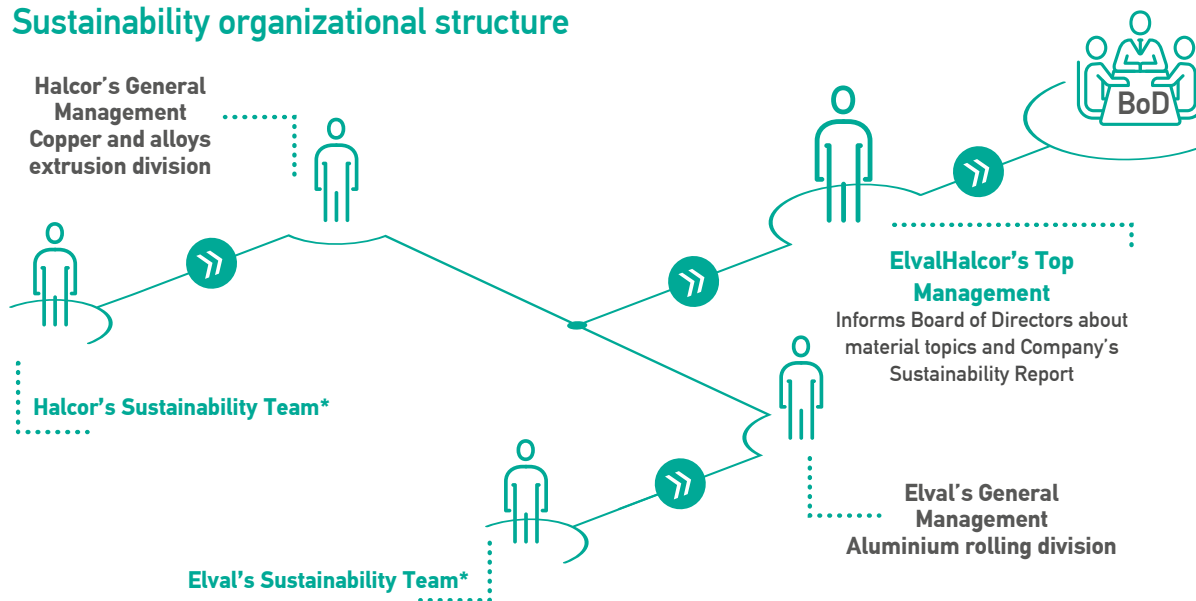 Sustainability organizational structure
Halcor’s General
Management
Copper and alloys
extrusion division
BoD
ElvalHalcor’s Top
Management
Informs Board of Directors about
material topics and Company’s
Sustainability Report
Halcor’s Sustainability Team*
Elval’s General
Management
Aluminium rolling division
Elval’s Sustainability Team*